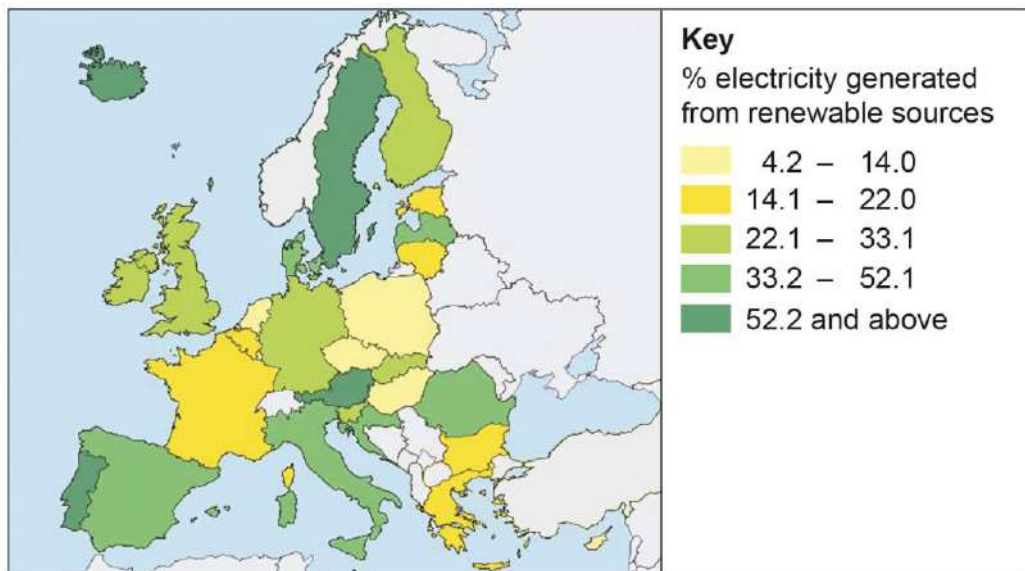 Key
% electricity generated
from renewable sources
4.2 – 14.0
14.1 – 22.0
22.1 – 33.1
33.2 – 52.1
52.2 and above